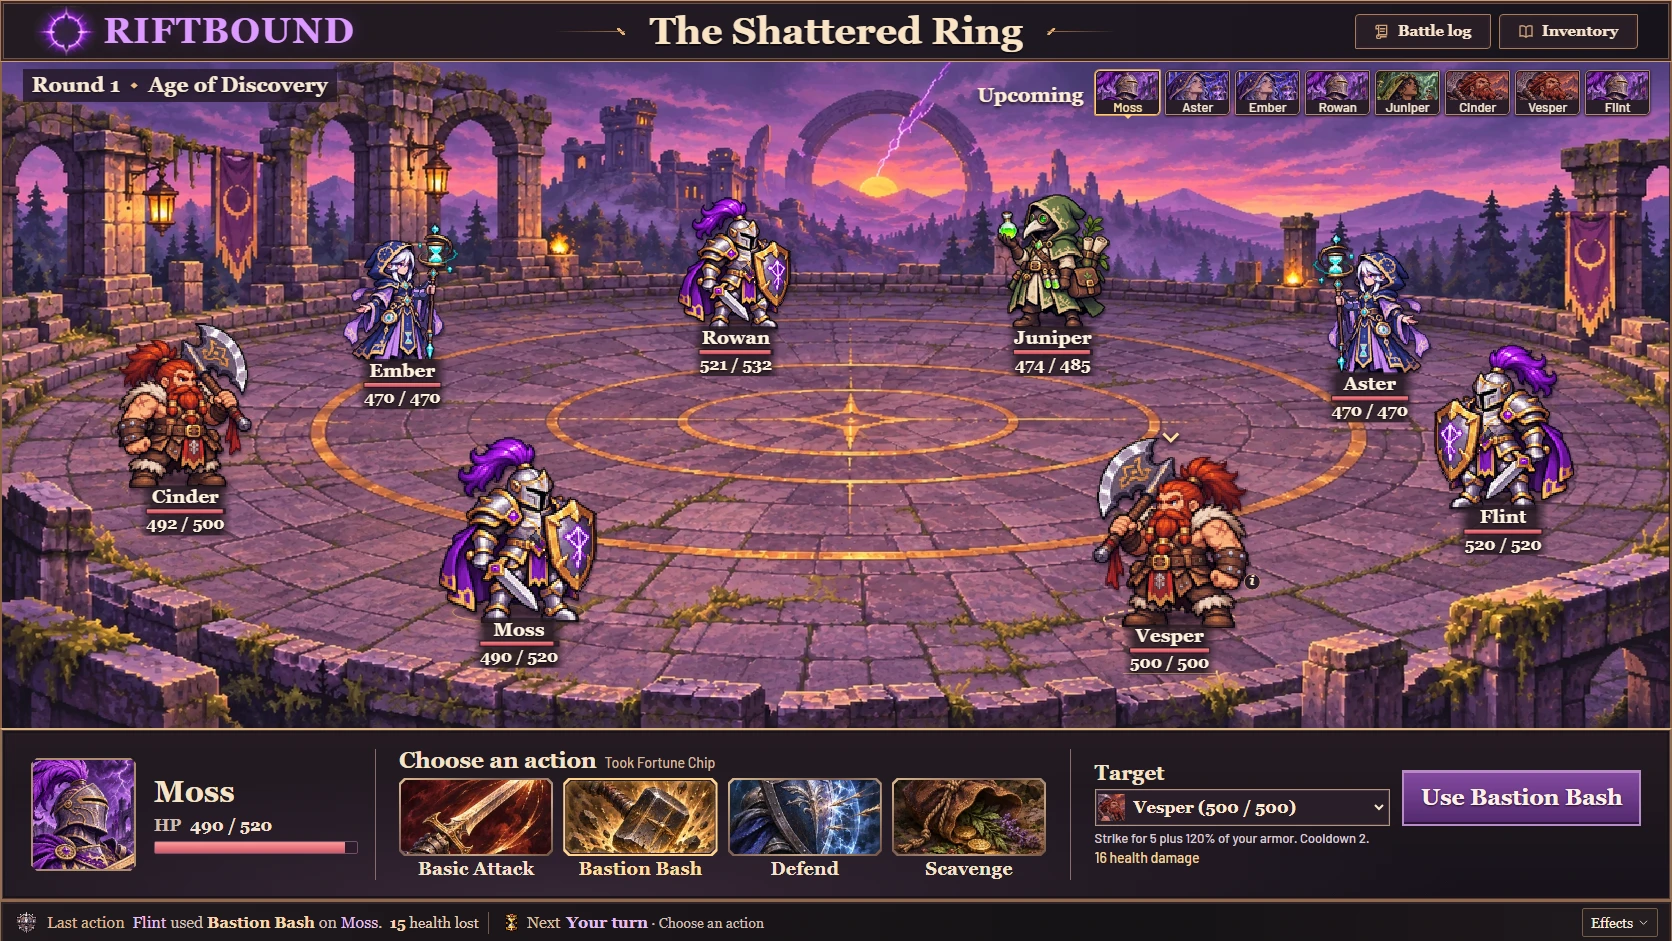 RIFTBOUND
The Shattered Ring
Battle log
Inventory
Round 1 • Age of Discovery
Upcoming
Moss
Aster
Ember
Rowan
Juniper
Cinder
Vesper
Flint
Rowan
521 / 532
Juniper
474 / 485
Ember
470 / 470
Aster
470 / 470
Cinder
492 / 500
Flint
520 / 520
Moss
490 / 520
Vesper
500 / 500
i
Moss
HP 490 / 520
Choose an action Took Fortune Chip
Basic Attack
Bastion Bash
Defend
Scavenge
Target
Vesper (500 / 500)
Strike for 5 plus 120% of your armor. Cooldown 2.
16 health damage
Use Bastion Bash
Last action Flint used Bastion Bash on Moss. 15 health lost
Next Your turn · Choose an action
Effects